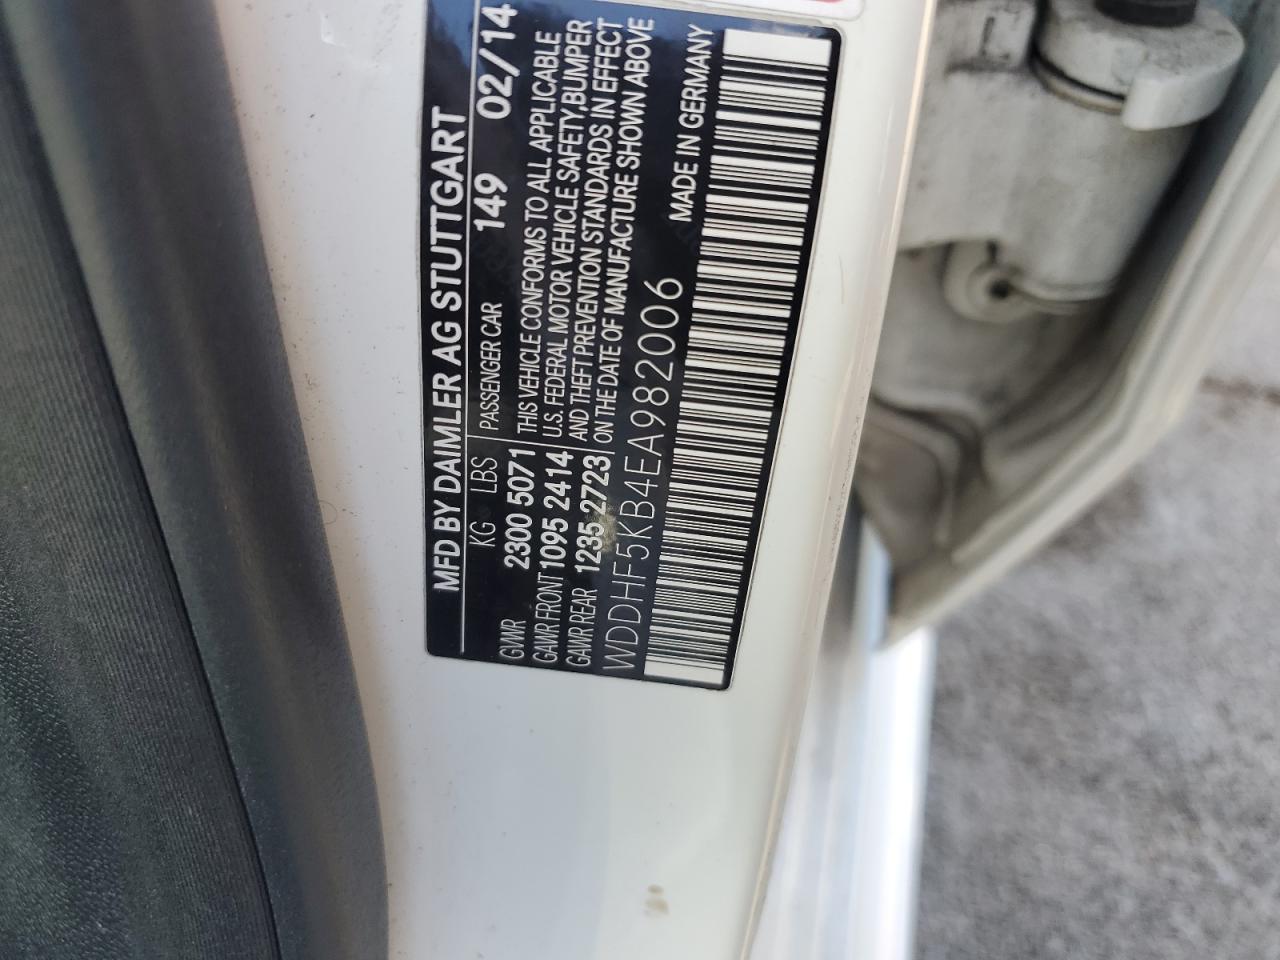 MFD BY DAIMLER AG STUTTGART
KG LBS PASSENGER CAR 149 02/14
GVWR 2300 5071 THIS VEHICLE CONFORMS TO ALL APPLICABLE
GAWR FRONT 1095 2414 U.S. FEDERAL MOTOR VEHICLE SAFETY, BUMPER
GAWR REAR 1235 2723 AND THEFT PREVENTION STANDARDS IN EFFECT
ON THE DATE OF MANUFACTURE SHOWN ABOVE
WDDHF5KB4EA982006 MADE IN GERMANY